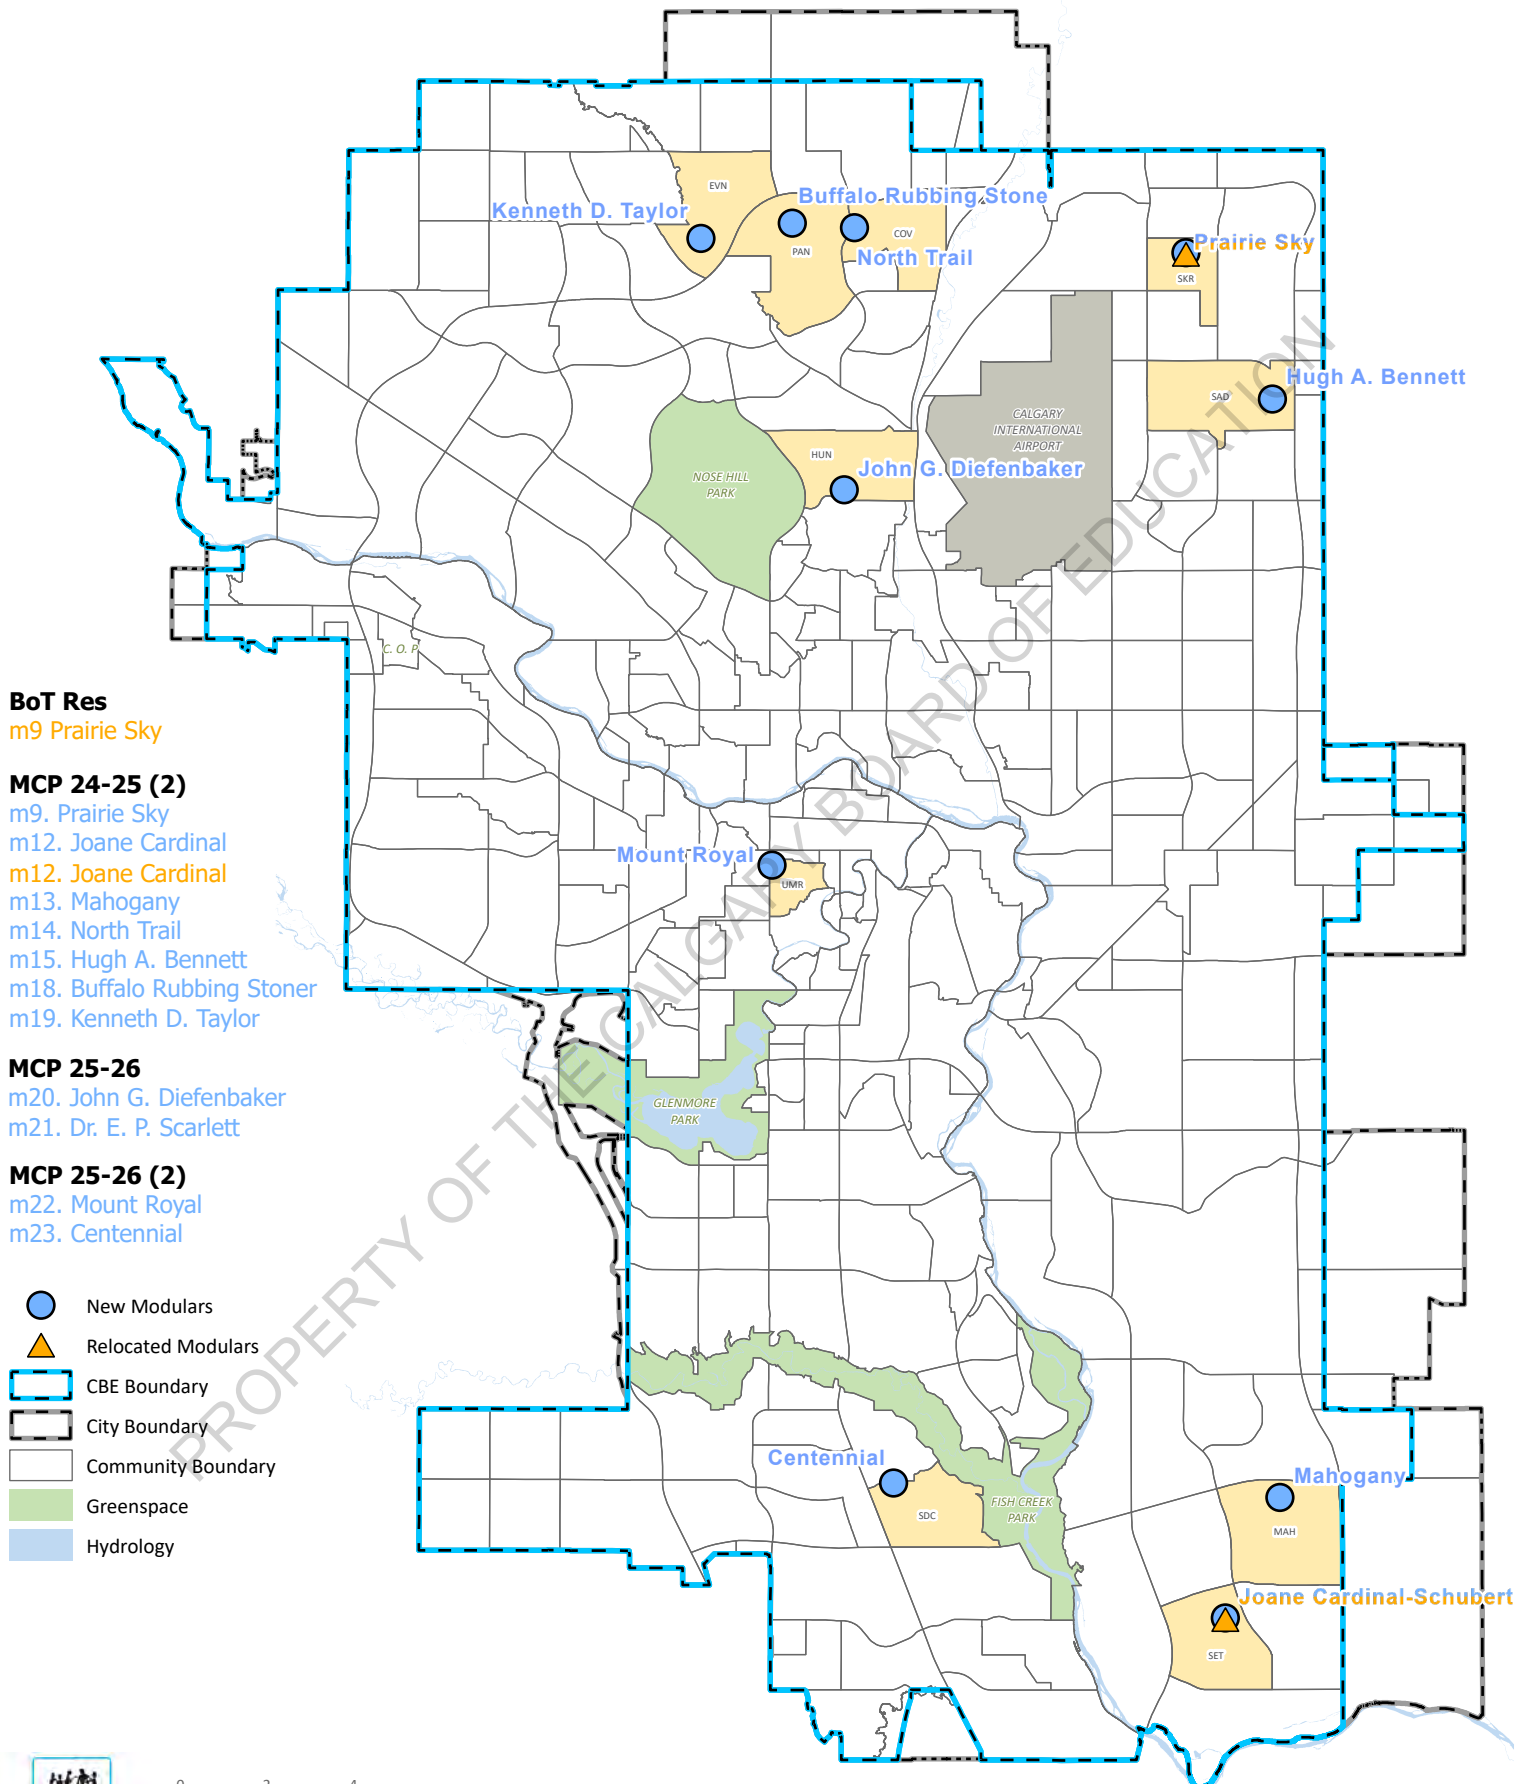 EVN
Buffalo Rubbing Stone
Kenneth D. Taylor
COV
PAN
North Trail
Prairie Sky
SKR
Hugh A. Bennett
SAD
CALGARY
INTERNATIONAL
AIRPORT
HUN
John G. Diefenbaker
NOSE HILL
PARK
C. O. P
BoT Res
m9 Prairie Sky
MCP 24-25 (2)
m9. Prairie Sky
m12. Joane Cardinal
m12. Joane Cardinal
m13. Mahogany
m14. North Trail
m15. Hugh A. Bennett
m18. Buffalo Rubbing Stoner
m19. Kenneth D. Taylor
MCP 25-26
m20. John G. Diefenbaker
m21. Dr. E. P. Scarlett
MCP 25-26 (2)
m22. Mount Royal
m23. Centennial
Mount Royal
UMR
GLENMORE
PARK
New Modulars
Relocated Modulars
CBE Boundary
City Boundary
Community Boundary
Greenspace
Hydrology
Centennial
SDC
FISH CREEK
PARK
Mahogany
MAH
Joane Cardinal-Schubert
SET
PROPERTY OF THE CALGARY BOARD OF EDUCATION
0 2 4